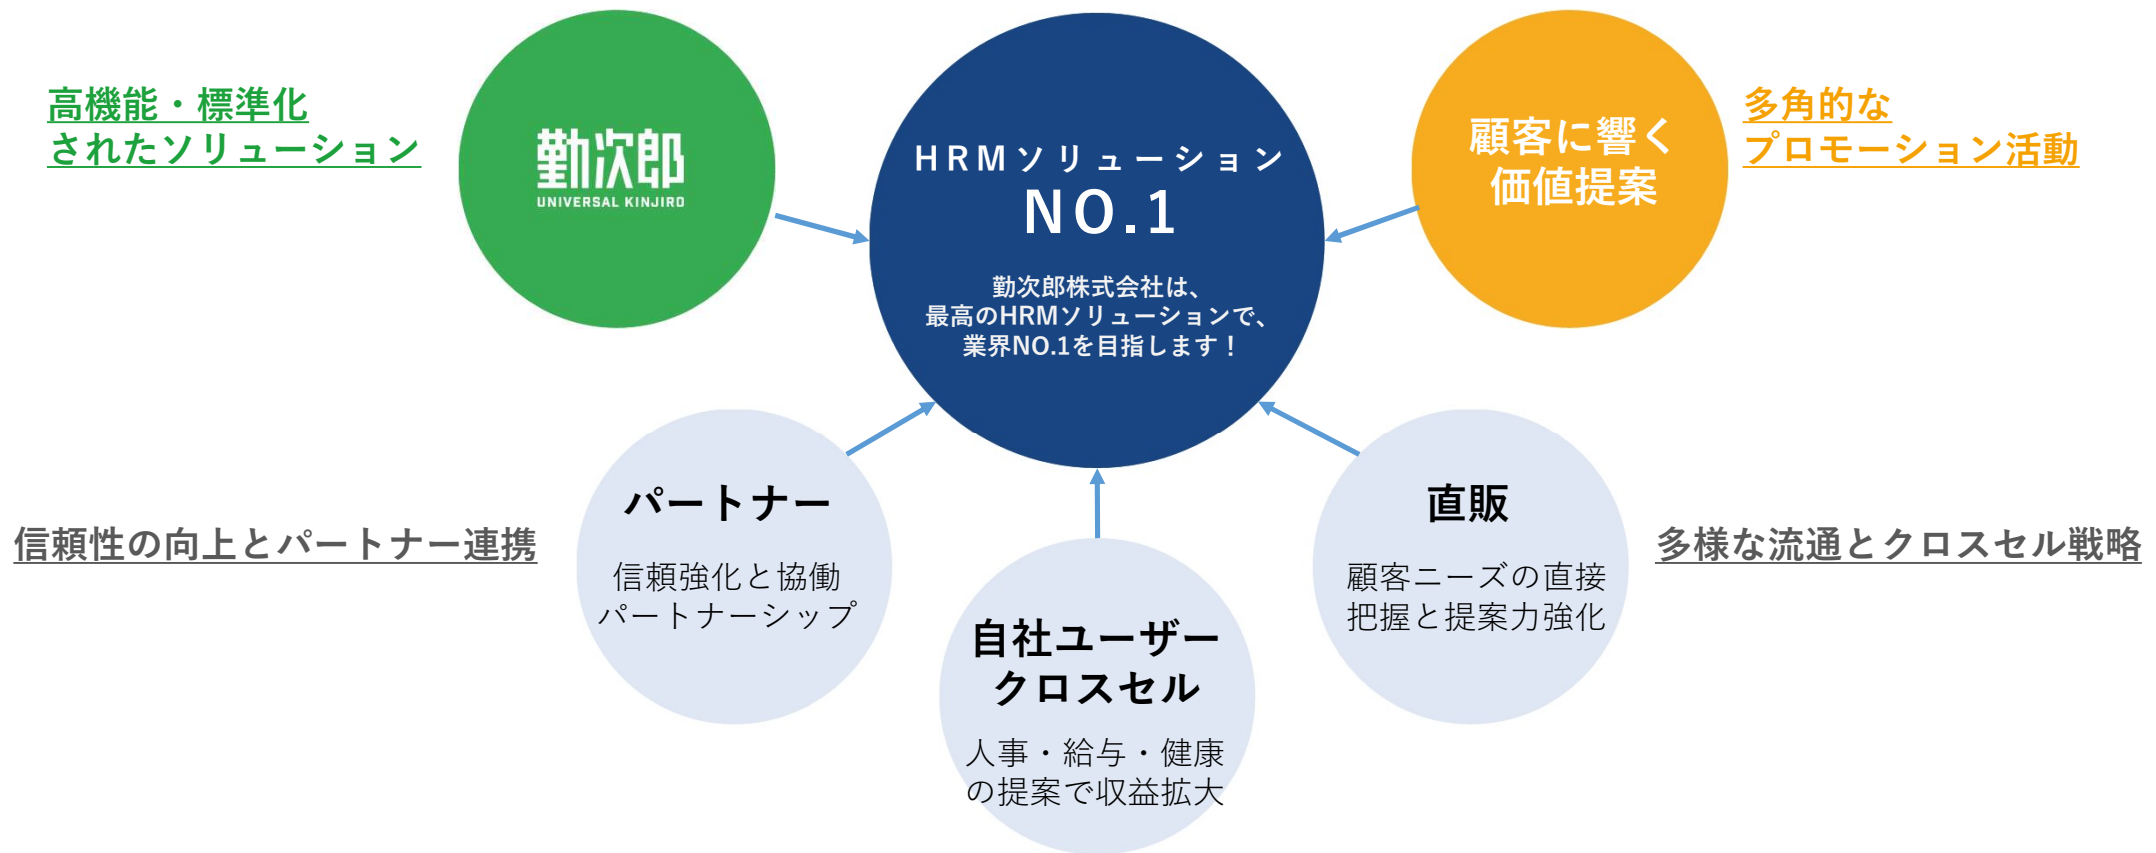 高機能・標準化
されたソリューション
勤次郎
UNIVERSAL KINJIRO
HRMソリューション
NO.1
勤次郎株式会社は、
最高のHRMソリューションで、
業界NO.1を目指します！
顧客に響く
価値提案
多角的な
プロモーション活動
信頼性の向上とパートナー連携
パートナー
信頼強化と協働
パートナーシップ
自社ユーザー
クロスセル
人事・給与・健康
の提案で収益拡大
直販
顧客ニーズの直接
把握と提案力強化
多様な流通とクロスセル戦略